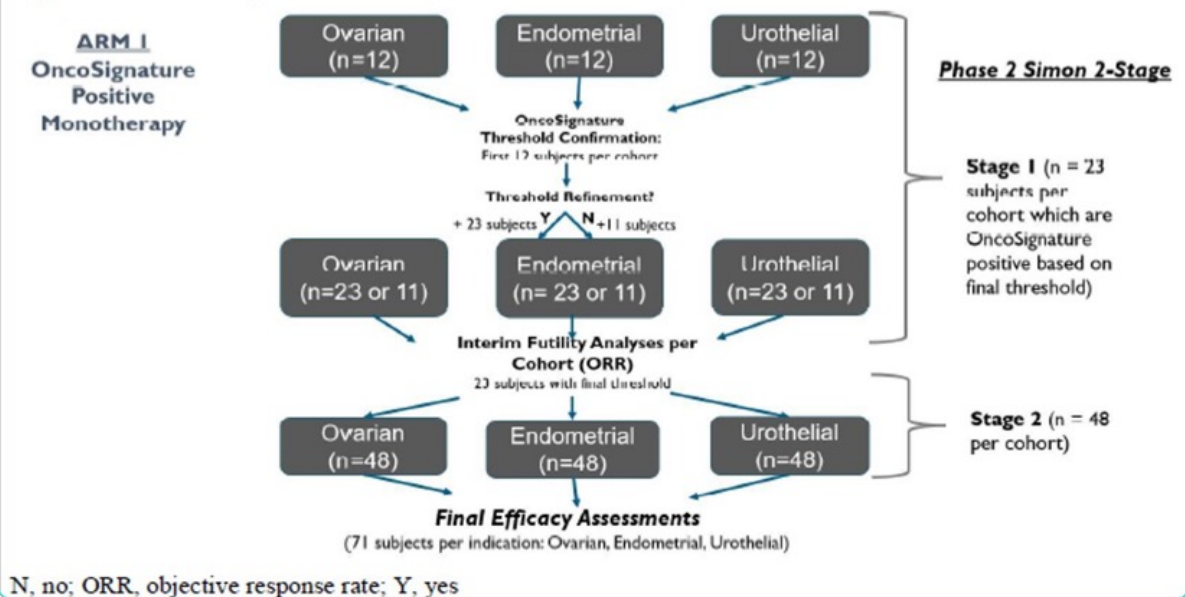 ARM 1
OncoSignature
Positive
Monotherapy
Ovarian
(n=12)
Endometrial
(n=12)
Urothelial
(n=12)
Phase 2 Simon 2-Stage
OncoSignature
Threshold Confirmation:
First 12 subjects per cohort
Threshold Refinement?
+ 23 subjects Y N +11 subjects
Stage 1 (n = 23
subjects per
cohort which are
OncoSignature
positive based on
final threshold)
Ovarian
(n=23 or 11)
Endometrial
(n= 23 or 11)
Urothelial
(n=23 or 11)
Interim Futility Analyses per
Cohort (ORR)
23 subjects with final threshold
Ovarian
(n=48)
Endometrial
(n=48)
Urothelial
(n=48)
Stage 2 (n = 48
per cohort)
Final Efficacy Assessments
(71 subjects per indication: Ovarian, Endometrial, Urothelial)
N, no; ORR, objective response rate; Y, yes